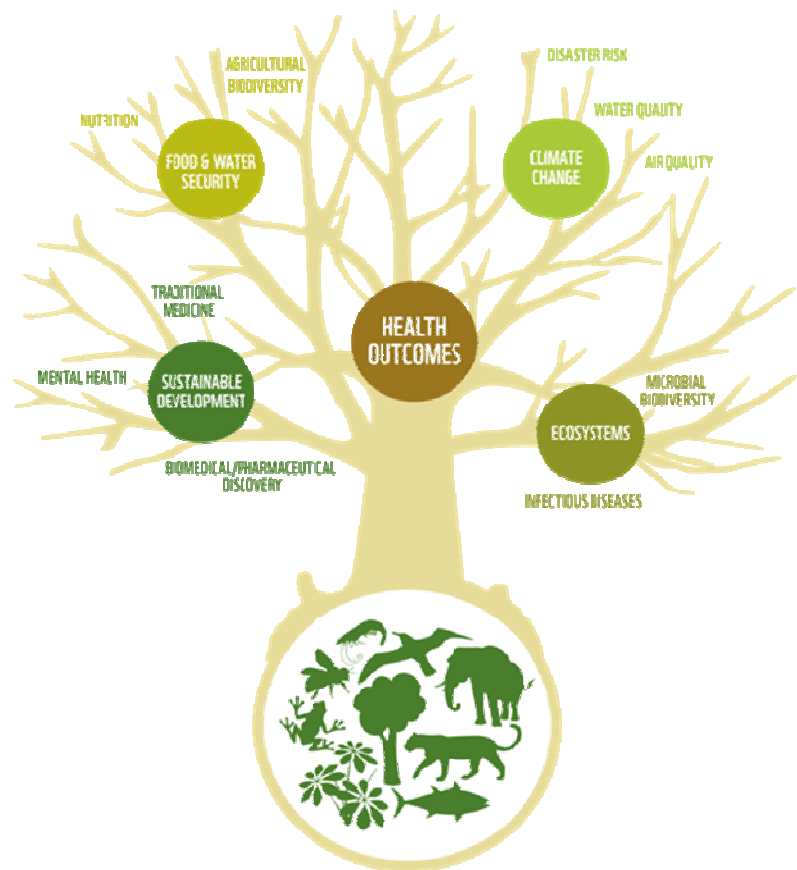 AGRICULTURAL
BIODIVERSITY
NUTRITION
FOOD & WATER
SECURITY
DISASTER RISK
WATER QUALITY
CLIMATE
CHANGE
AIR QUALITY
TRADITIONAL
MEDICINE
HEALTH
OUTCOMES
MENTAL HEALTH
SUSTAINABLE
DEVELOPMENT
MICROBIAL
BIODIVERSITY
ECOSYSTEMS
BIOMEDICAL/PHARMACEUTICAL
DISCOVERY
INFECTIOUS DISEASES